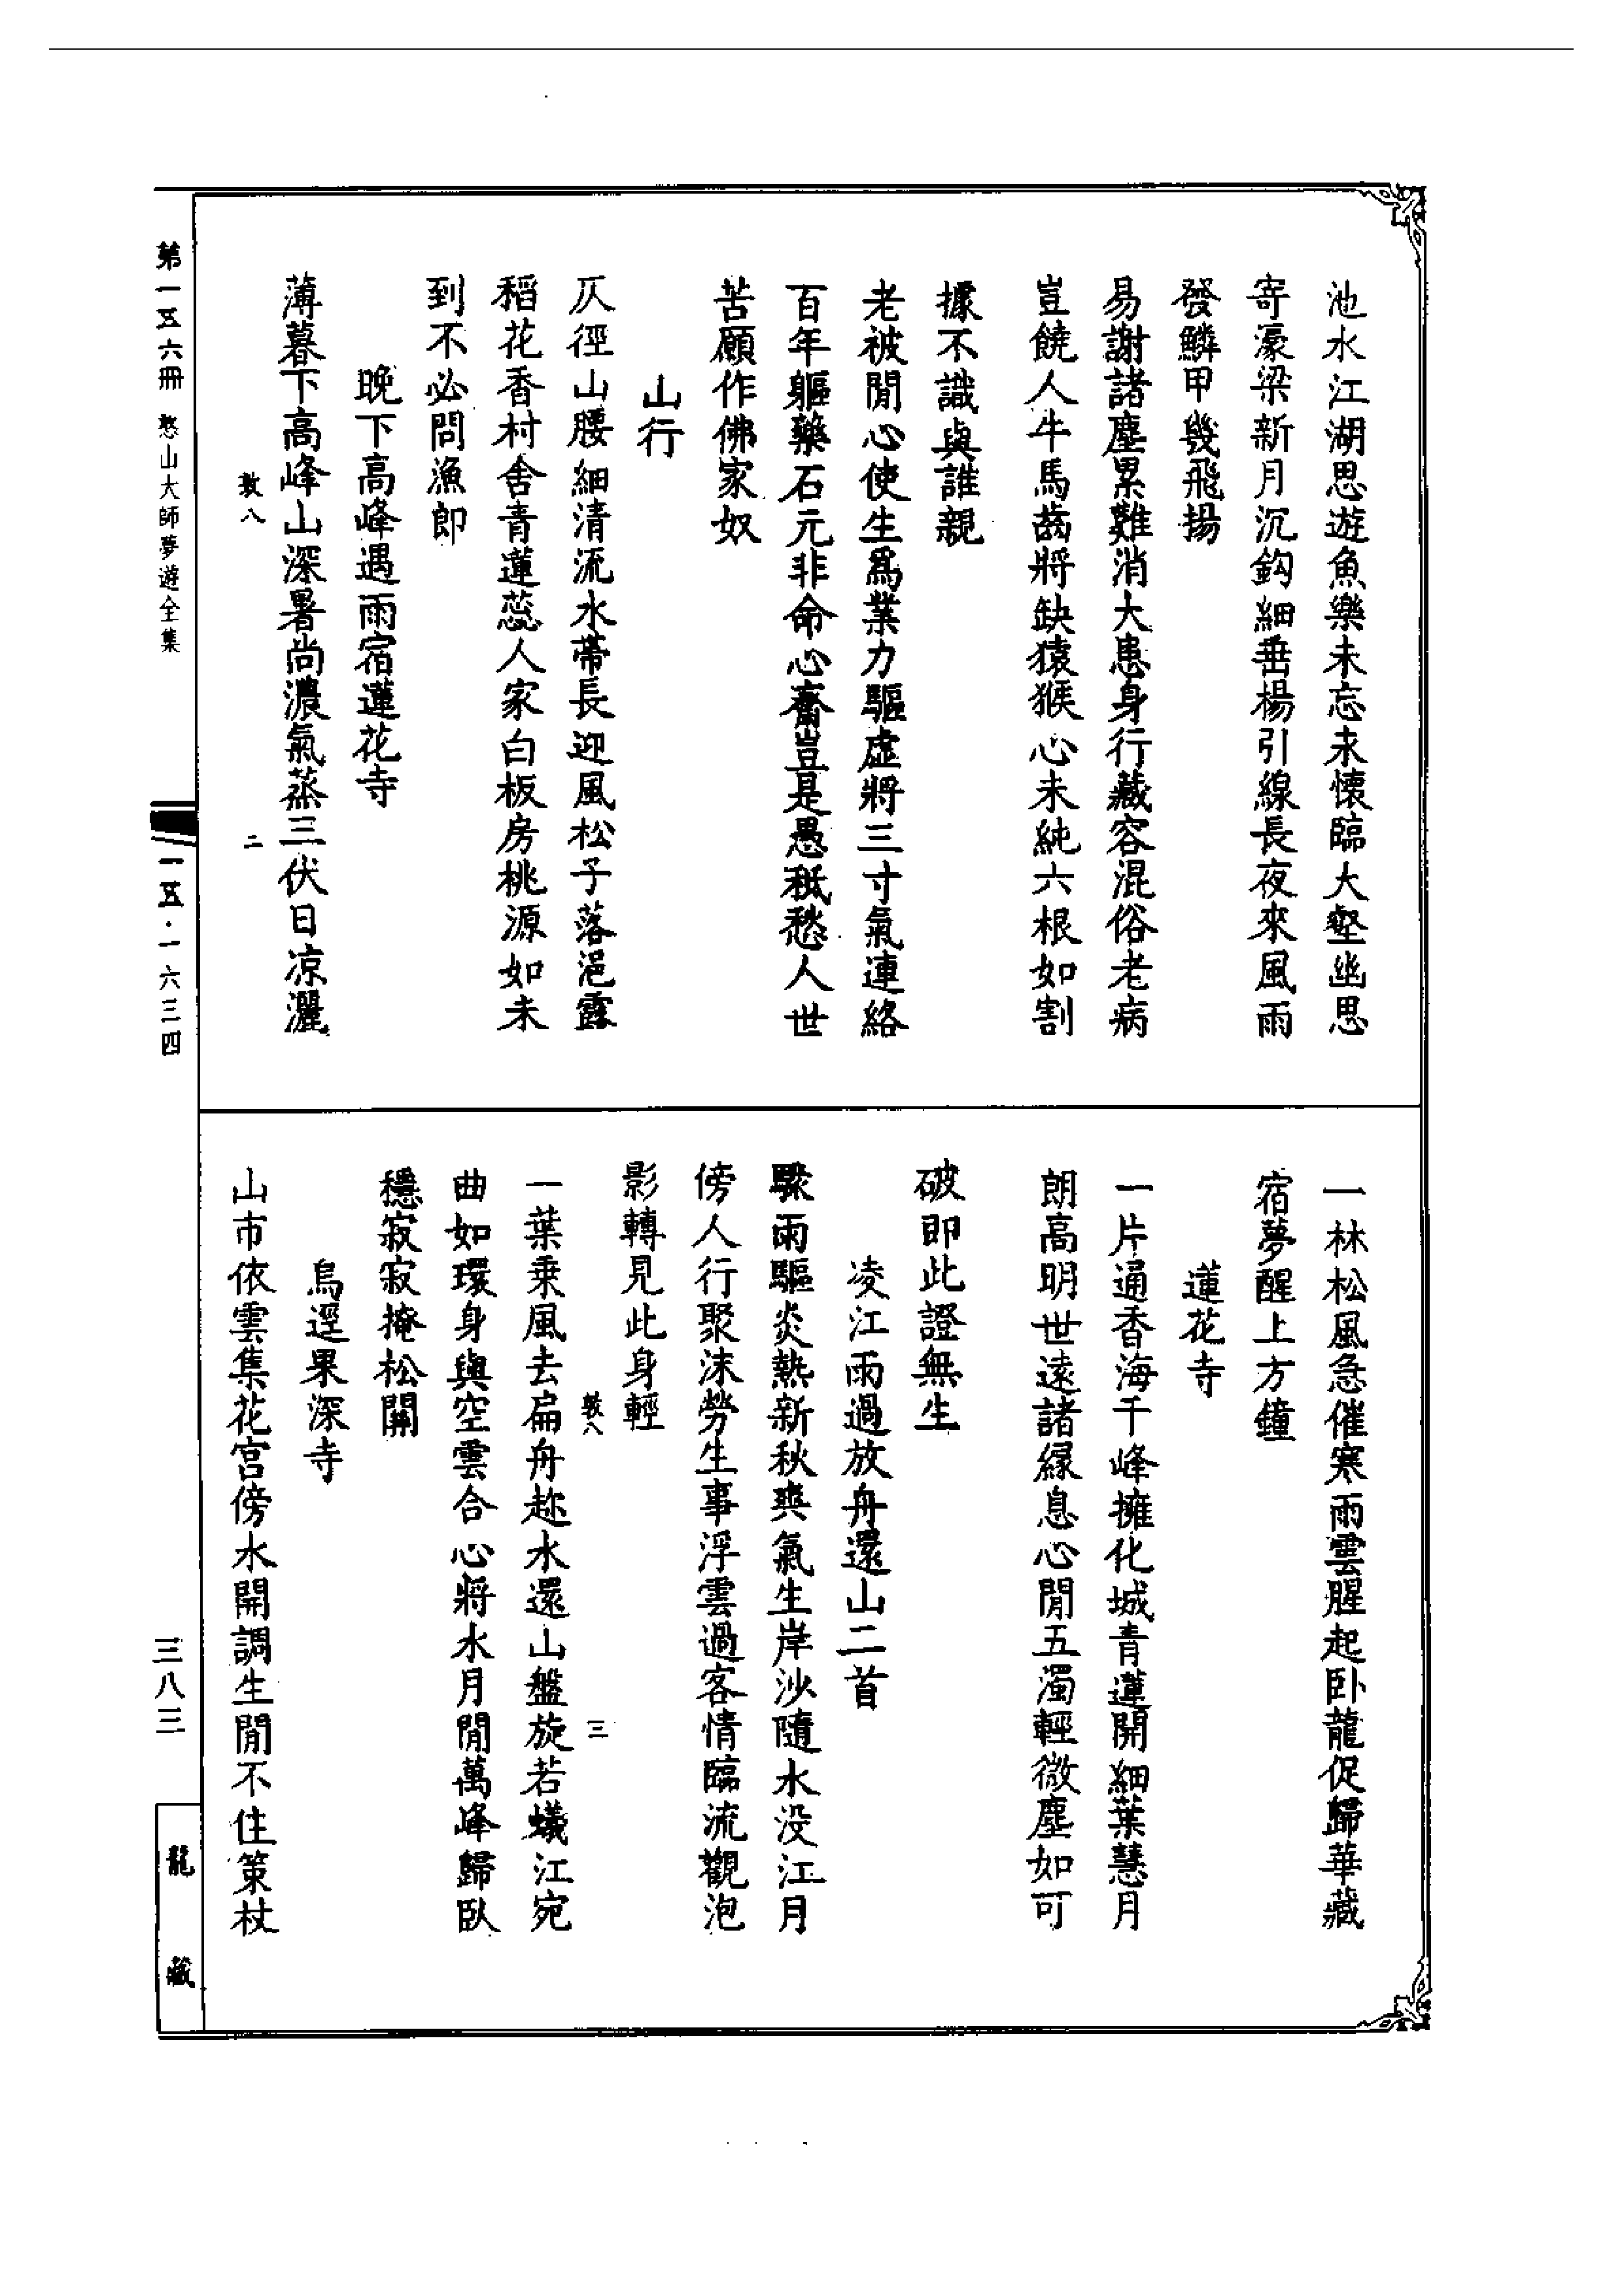 池水江湖思遊魚樂未忘永懷臨大壑幽思
寄濠梁新月沉鈎細垂楊引線長夜來風雨
發鱗甲幾飛揚
易謝諸塵累難消大患身行藏容混俗老病
豈饒人牛馬齒將缺猿猴心未純六根如割
據不識與誰親
老被閒心使生爲業力驅虛將三寸氣連絡
百年軀藥石元非命心齋豈是愚秖愁人世
苦願作佛家奴
山行
仄徑山腰細清流水帶長迎風松子落浥露
稻花香村舍青蓮蕊人家白板房桃源如未
到不必問漁郎
晚下高峰遇雨宿蓮花寺
薄暮下高峰山深暑尚濃氣蒸三伏日凉灑
敦八 二
一林松風急催寒雨雲腥起卧龍促歸華藏
宿夢醒上方鐘
蓮花寺
一片通香海千峰擁化城青蓮開細葉慧月
朗高明世遠諸緣息心閒五濁輕微塵如可
破即此證無生
凌江雨過放舟還山二首
驟雨驅炎熱新秋爽氣生岸沙隨水没江月
傍人行聚沫勞生事浮雲過客情臨流觀泡
影轉見此身輕
敦八 三
一葉乘風去扁舟趂水還山盤旋若蟻江宛
曲如環身與空雲合心將水月閒萬峰歸臥
穩寂寂掩松關
烏逕果深寺
山市依雲集花宮傍水開調生閒不住策杖
第一五六冊 憨山大師夢遊全集
一五·一六三四
三八三
龍藏